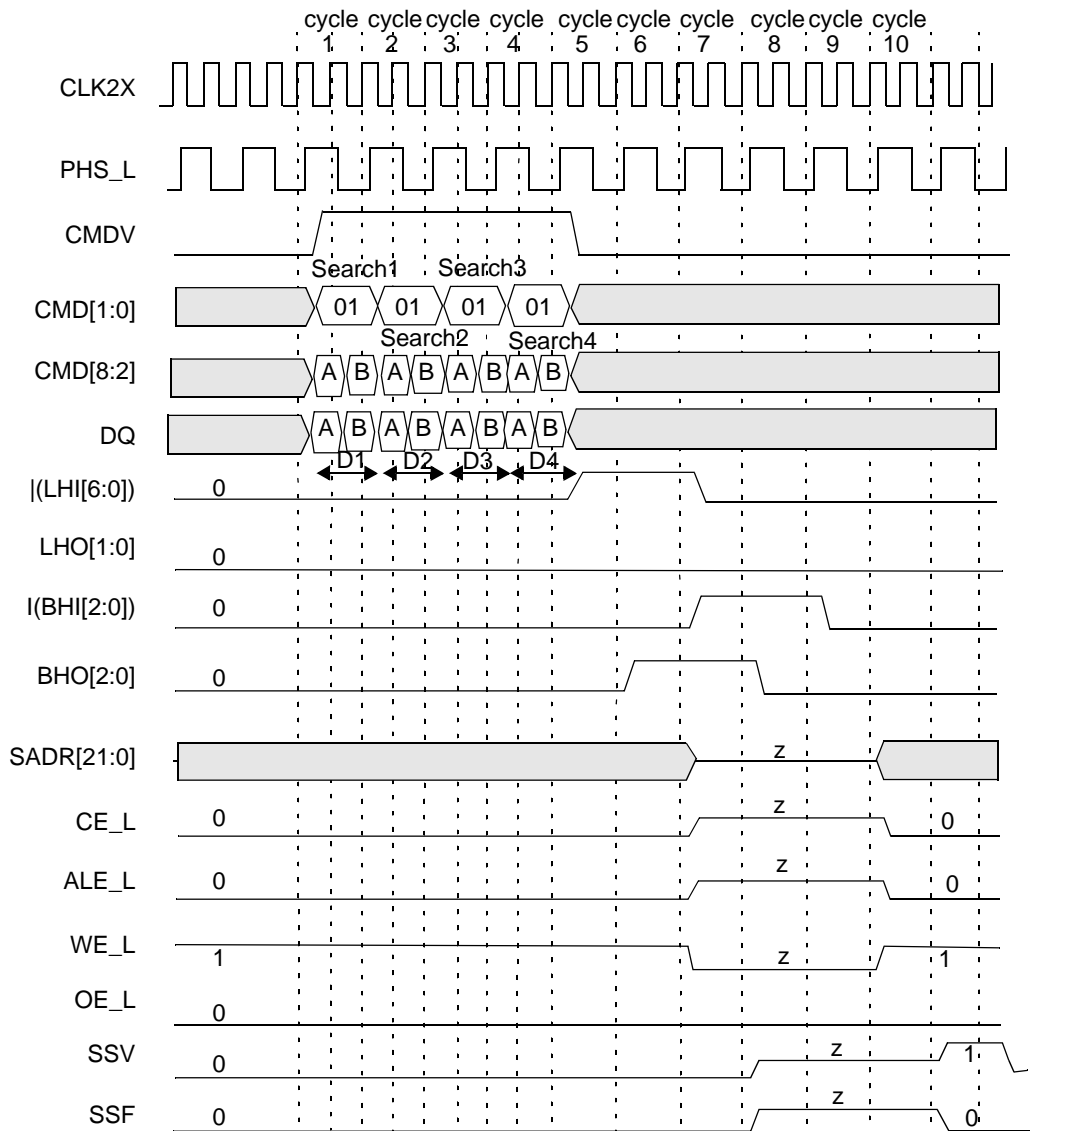 cycle cycle cycle cycle cycle cycle cycle cycle cycle cycle
1 2 3 4 5 6 7 8 9 10
CLK2X
PHS_L
CMDV
Search1 Search3
CMD[1:0] 01 01 01 01
Search2 Search4
CMD[8:2] A B A B A B A B
DQ A B A B A B A B
D1 D2 D3 D4
|(LHI[6:0]) 0
LHO[1:0] 0
I(BHI[2:0]) 0
BHO[2:0] 0
SADR[21:0] z
CE_L 0 z 0
ALE_L 0 z 0
WE_L 1 z 1
OE_L 0
SSV 0 z 1
SSF 0 z 0